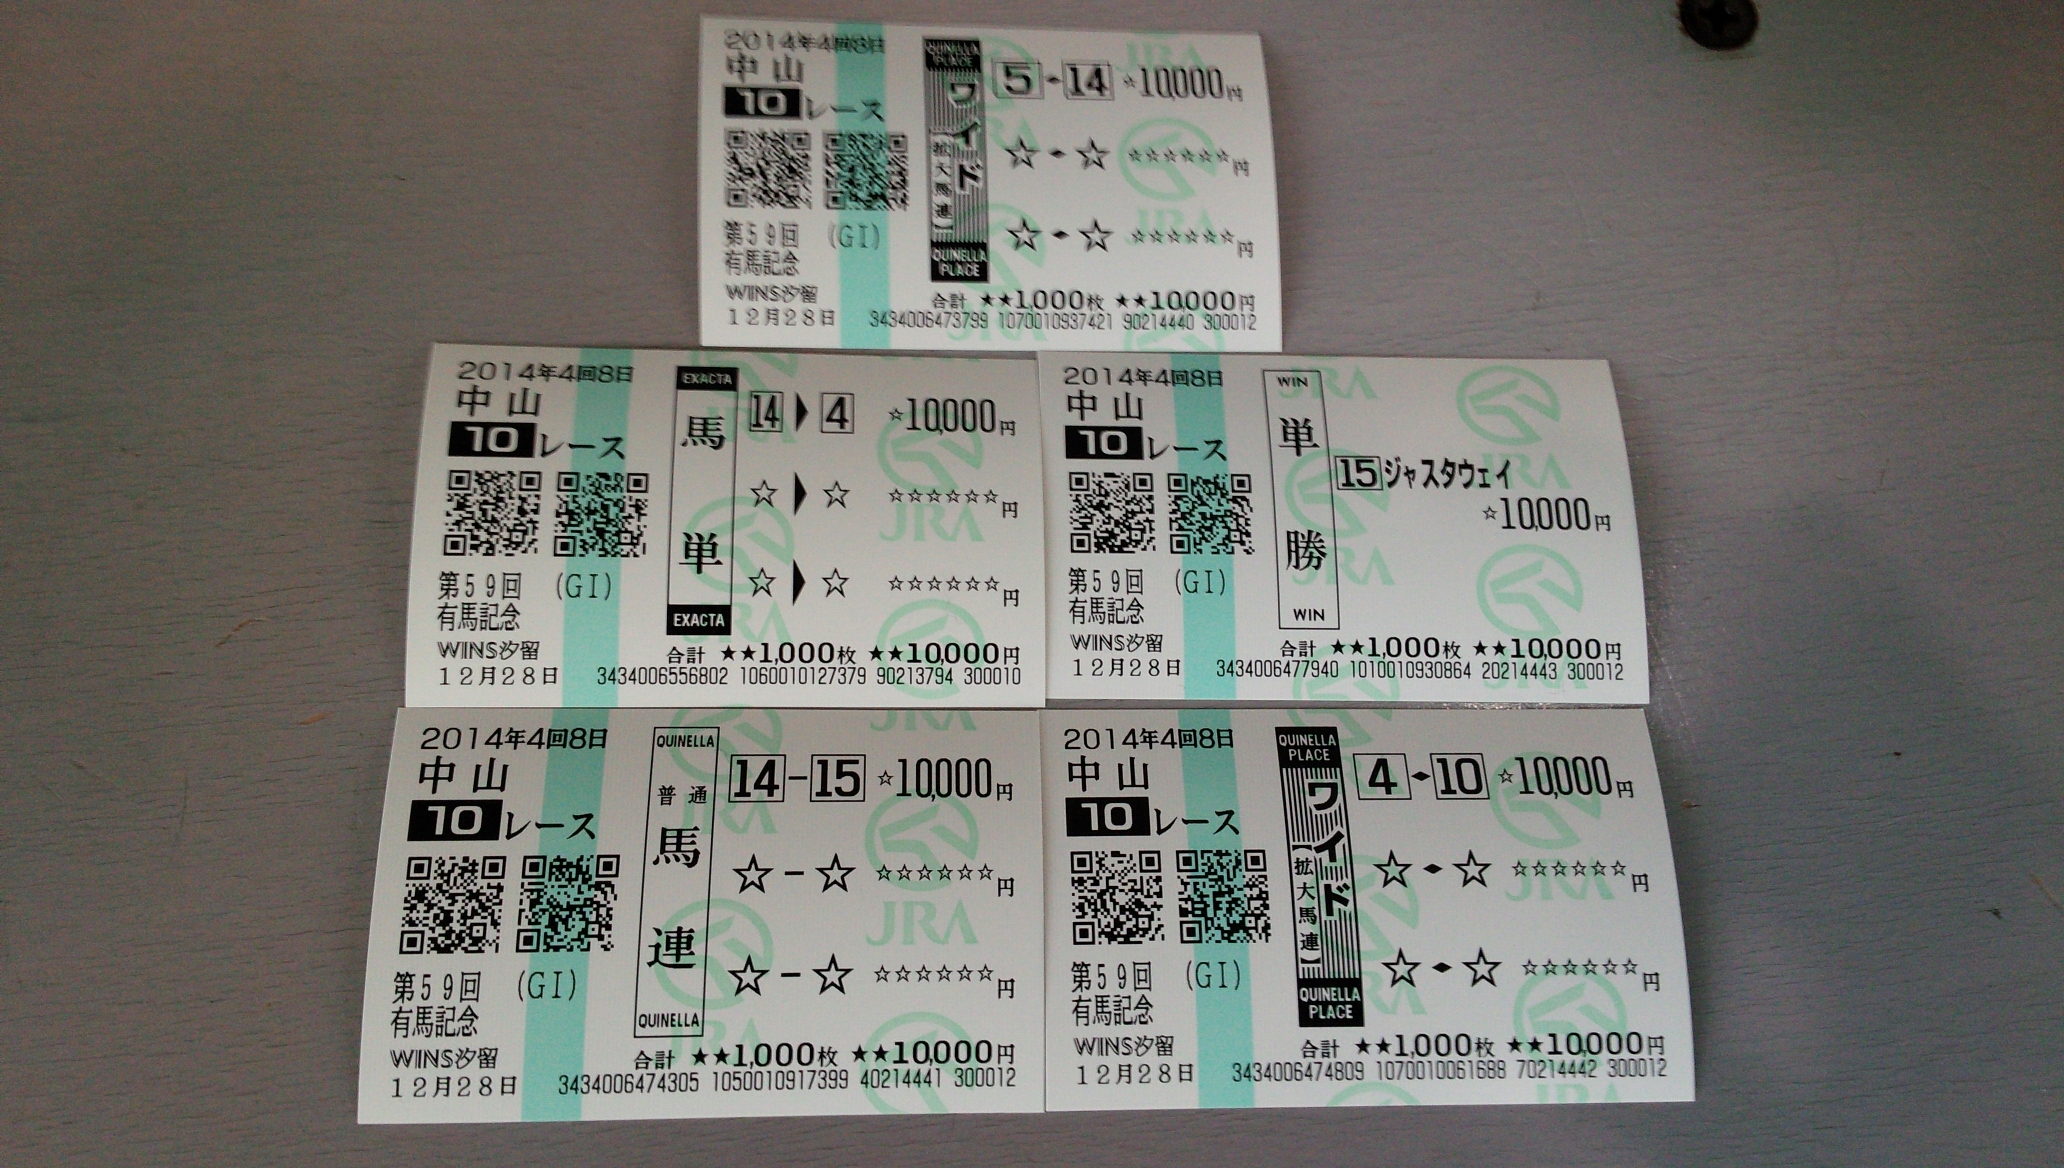 2014年4回8日
中山
10レース
第59回 (GI)
有馬記念
WINS汐留
12月28日
QUINELLA PLACE
ワイド
(拡大馬連)
QUINELLA PLACE
5-14 ☆10,000円
☆-☆ ☆☆☆☆☆☆円
☆-☆ ☆☆☆☆☆☆円
合計 ★★1,000枚 ★★10,000円
3434006473799 1070010937421 90214440 300012
2014年4回8日
中山
10レース
第59回 (GI)
有馬記念
WINS汐留
12月28日
EXACTA
馬単
EXACTA
14▶4 ☆10,000円
☆▶☆ ☆☆☆☆☆☆円
☆▶☆ ☆☆☆☆☆☆円
合計 ★★1,000枚 ★★10,000円
3434006556802 1060010127379 90213794 300010
2014年4回8日
中山
10レース
第59回 (GI)
有馬記念
WINS汐留
12月28日
WIN
単勝
WIN
15ジャスタウェイ
☆10,000円
合計 ★★1,000枚 ★★10,000円
3434006477940 1010010930864 20214443 300012
2014年4回8日
中山
10レース
第59回 (GI)
有馬記念
WINS汐留
12月28日
QUINELLA
普通
馬連
QUINELLA
14-15 ☆10,000円
☆-☆ ☆☆☆☆☆☆円
☆-☆ ☆☆☆☆☆☆円
合計 ★★1,000枚 ★★10,000円
3434006474305 1050010917399 40214441 300012
2014年4回8日
中山
10レース
第59回 (GI)
有馬記念
WINS汐留
12月28日
QUINELLA PLACE
ワイド
(拡大馬連)
QUINELLA PLACE
4-10 ☆10,000円
☆-☆ ☆☆☆☆☆☆円
☆-☆ ☆☆☆☆☆☆円
合計 ★★1,000枚 ★★10,000円
3434006474809 1070010061688 70214442 300012